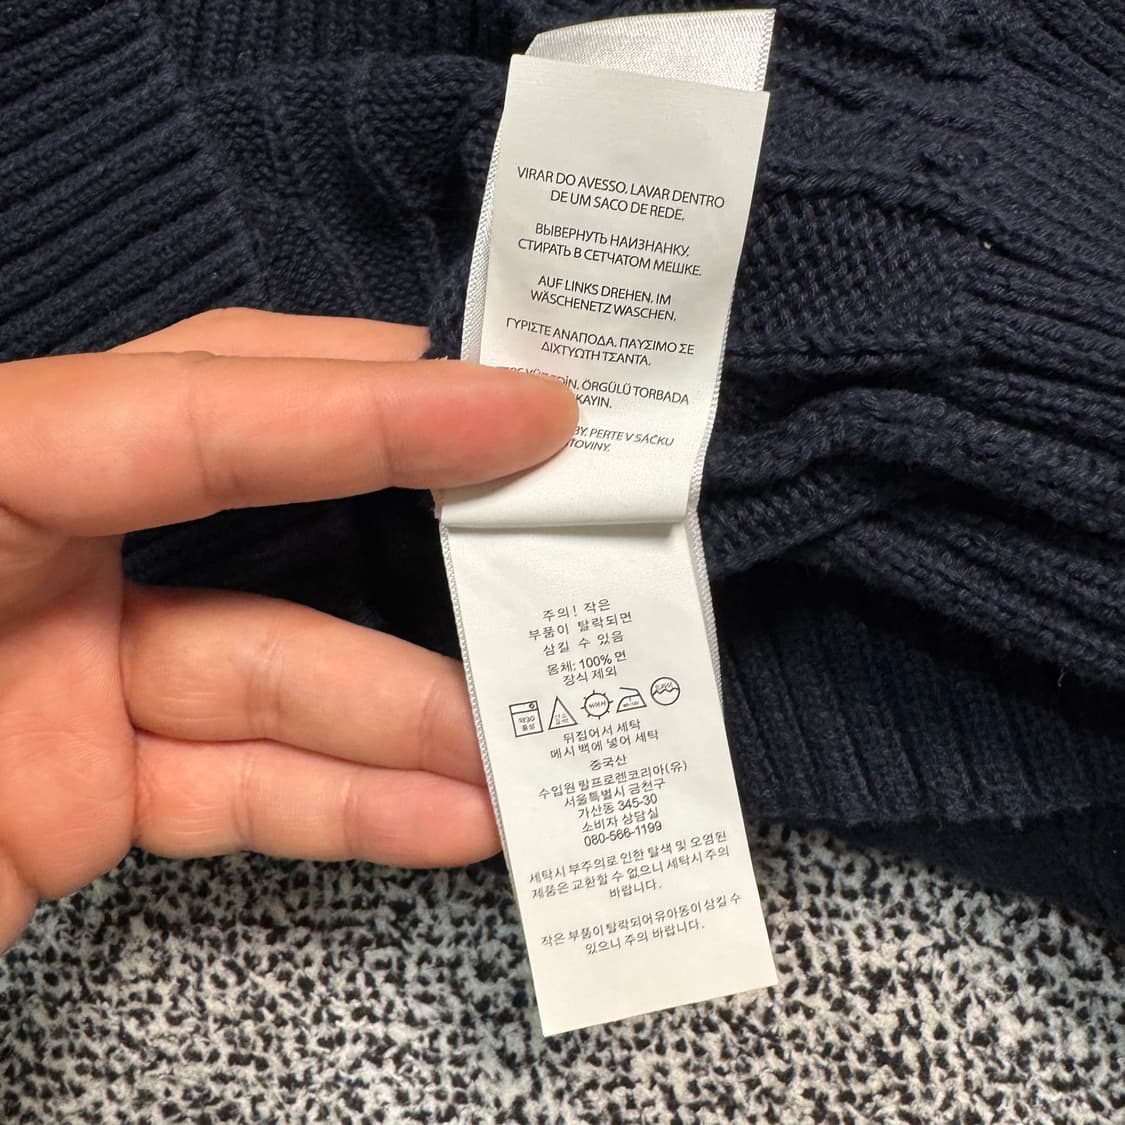 VIRAR DO AVESSO. LAVAR DENTRO
DE UM SACO DE REDE.
ВЫВЕРНУТЬ НАИЗНАНКУ.
СТИРАТЬ В СЕТЧАТОМ МЕШКЕ.
AUF LINKS DREHEN. IM
WÄSCHENETZ WASCHEN.
ΓΥΡΙΣΤΕ ΑΝΑΠΟΔΑ. ΠΛΥΣΙΜΟ ΣΕ
ΔΙΧΤΥΩΤΗ ΤΣΑΝΤΑ.
ÖRGÜLÜ TORBADA
PERTE V SÁČKU
주의! 작은
부품이 탈락되면
삼킬 수 있음
몸체: 100% 면
장식 제외
약30
중성
뒤집어서 세탁
메시 백에 넣어 세탁
중국산
수입원 랄프로렌코리아(유)
서울특별시 금천구
가산동 345-30
소비자 상담실
080-566-1199
세탁시 부주의로 인한 탈색 및 오염된
제품은 교환할 수 없으니 세탁시 주의
바랍니다.
작은 부품이 탈락되어 유아동이 삼킬 수
있으니 주의 바랍니다.